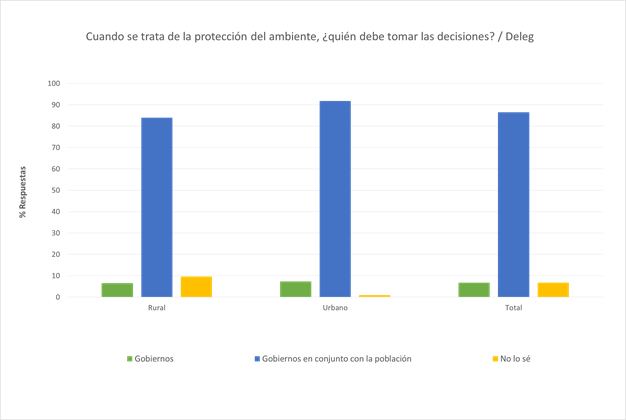 Cuando se trata de la protección del ambiente, ¿quién debe tomar las decisiones? / Deleg
100
90
80
70
60
50
40
30
20
10
0
% Respuestas
Rural
Urbano
Total
Gobiernos
Gobiernos en conjunto con la población
No lo sé